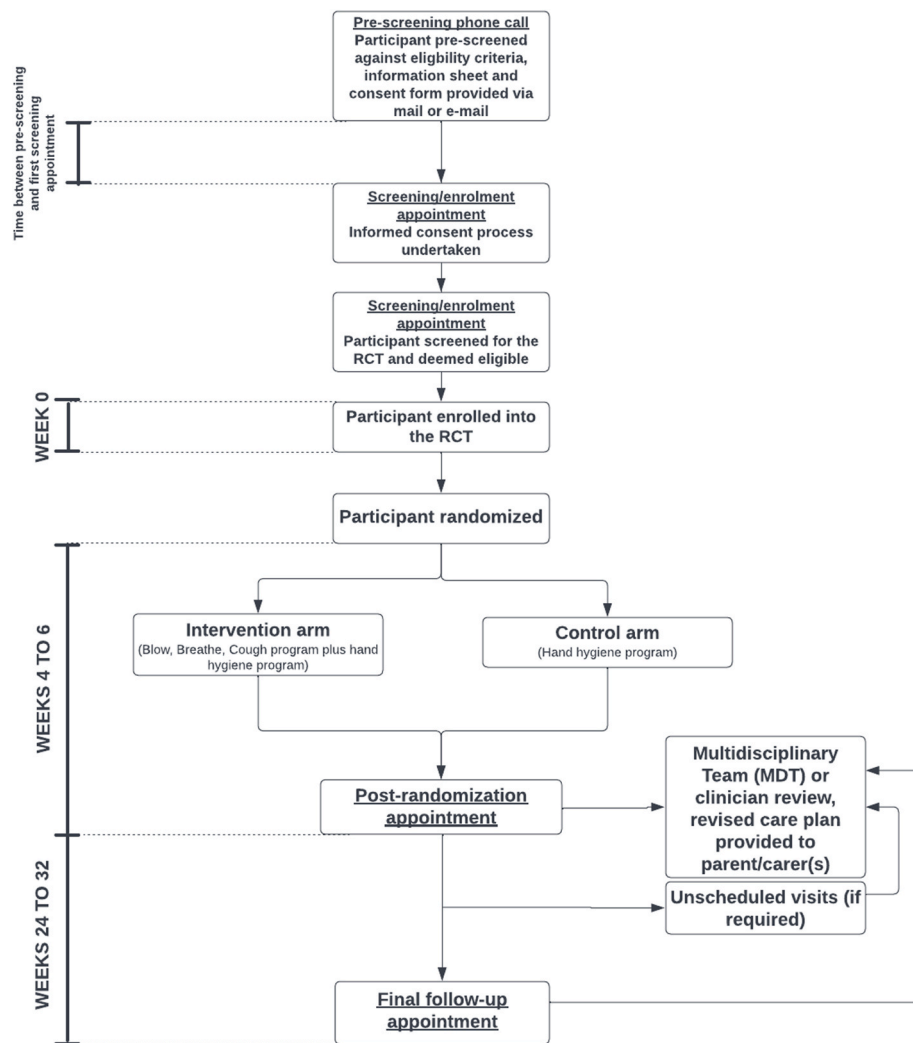 Pre-screening phone call
Participant pre-screened
against eligbility criteria,
information sheet and
consent form provided via
mail or e-mail
Time between pre-screening
and first screening
appointment
Screening/enrolment
appointment
Informed consent process
undertaken
Screening/enrolment
appointment
Participant screened for the
RCT and deemed eligible
WEEK 0
Participant enrolled into
the RCT
Participant randomized
WEEKS 4 TO 6
Intervention arm
(Blow, Breathe, Cough program plus hand
hygiene program)
Control arm
(Hand hygiene program)
Post-randomization
appointment
Multidisciplinary
Team (MDT) or
clinician review,
revised care plan
provided to
parent/carer(s)
WEEKS 24 TO 32
Unscheduled visits (if
required)
Final follow-up
appointment